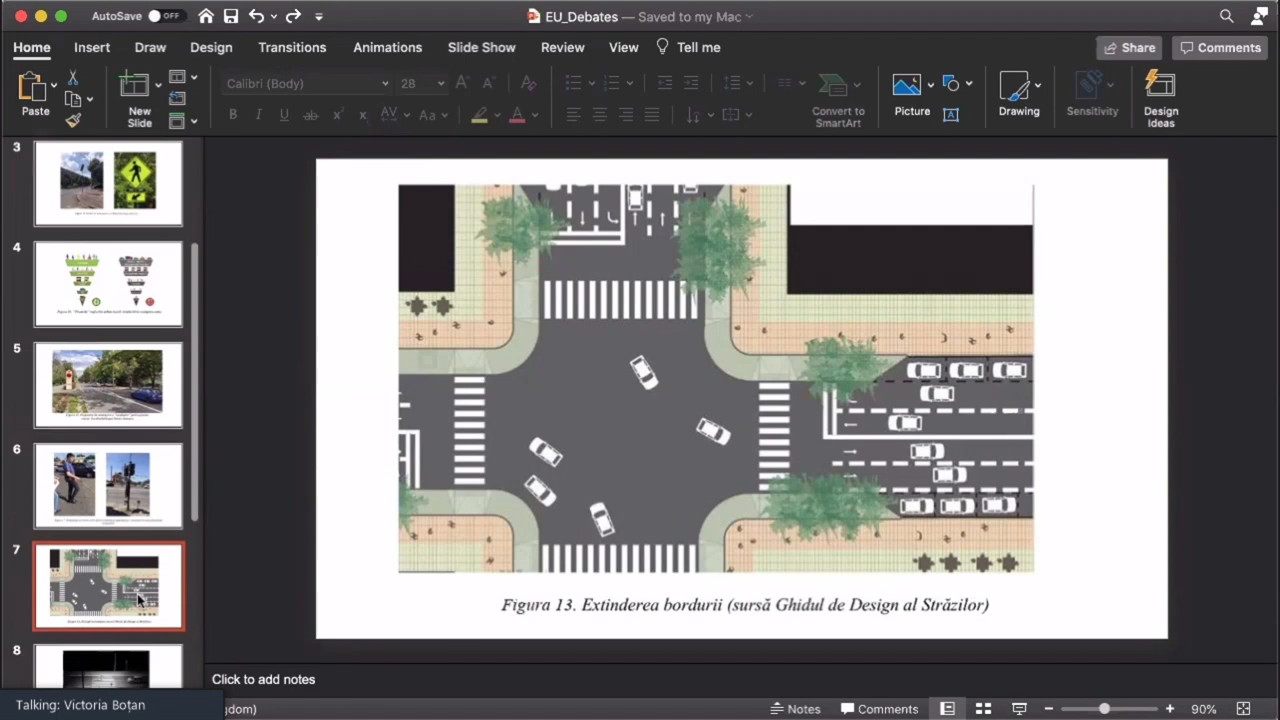 AutoSave OFF
EU_Debates — Saved to my Mac
Home Insert Draw Design Transitions Animations Slide Show Review View Tell me
Share Comments
Paste
New Slide
Calibri (Body) 28
Convert to SmartArt
Picture
Drawing
Sensitivity
Design Ideas
3
4
5
6
7
8
Figura 13. Extinderea bordurii (sursă Ghidul de Design al Străzilor)
Click to add notes
Talking: Victoria Boțan
gdom)
Notes Comments 90%